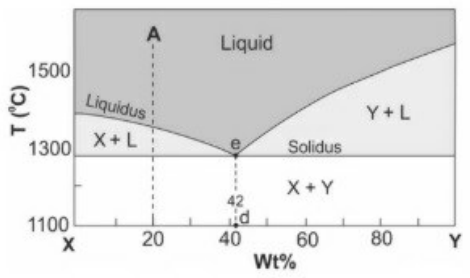 A
Liquid
1500
Liquidus
Y + L
T (°C)
X + L
e
Solidus
1300
X + Y
42
d
1100
X
20
40
60
80
Y
Wt%